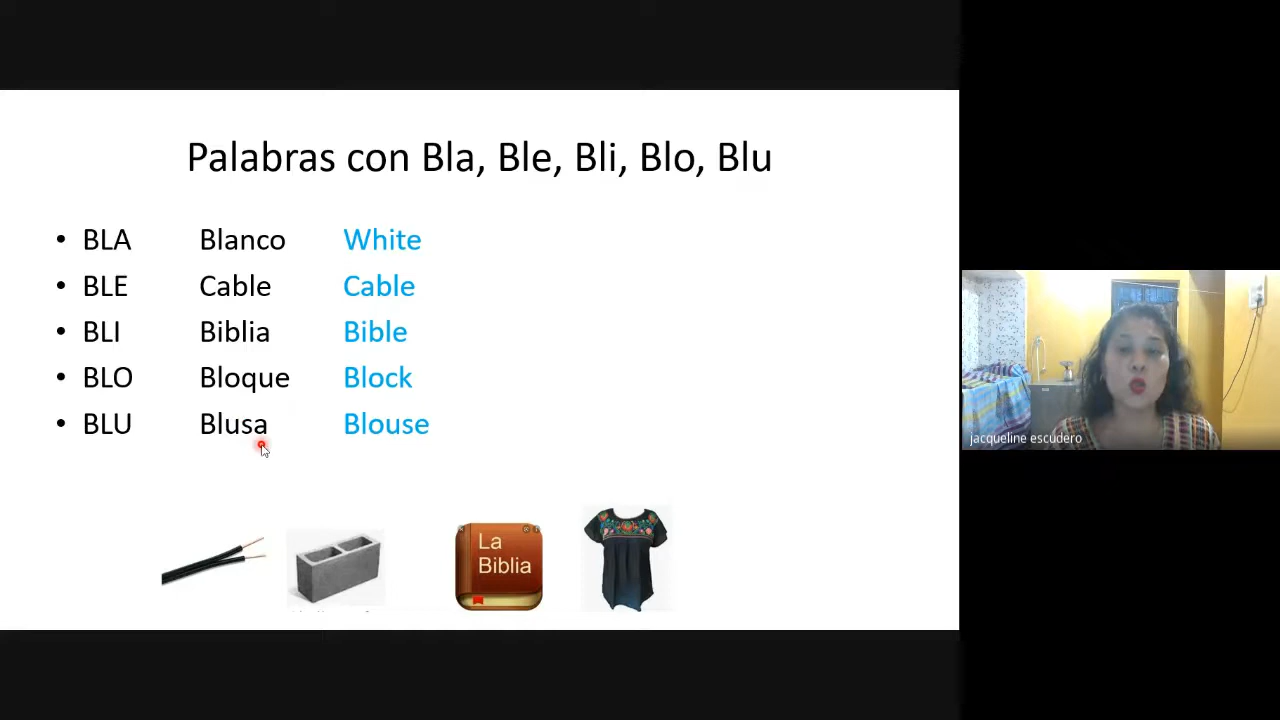 Palabras con Bla, Ble, Bli, Blo, Blu
• BLA Blanco White
• BLE Cable Cable
• BLI Biblia Bible
• BLO Bloque Block
• BLU Blusa Blouse
La
Biblia
jacqueline escudero